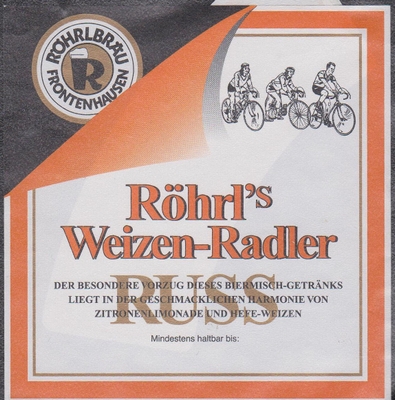 RÖHRLBRÄU
R
FRONTENHAUSEN
Röhrl's
Weizen-Radler
RUSS
DER BESONDERE VORZUG DIESES BIERMISCH-GETRÄNKS
LIEGT IN DER GESCHMACKLICHEN HARMONIE VON
ZITRONENLIMONADE UND HEFE-WEIZEN
Mindestens haltbar bis: